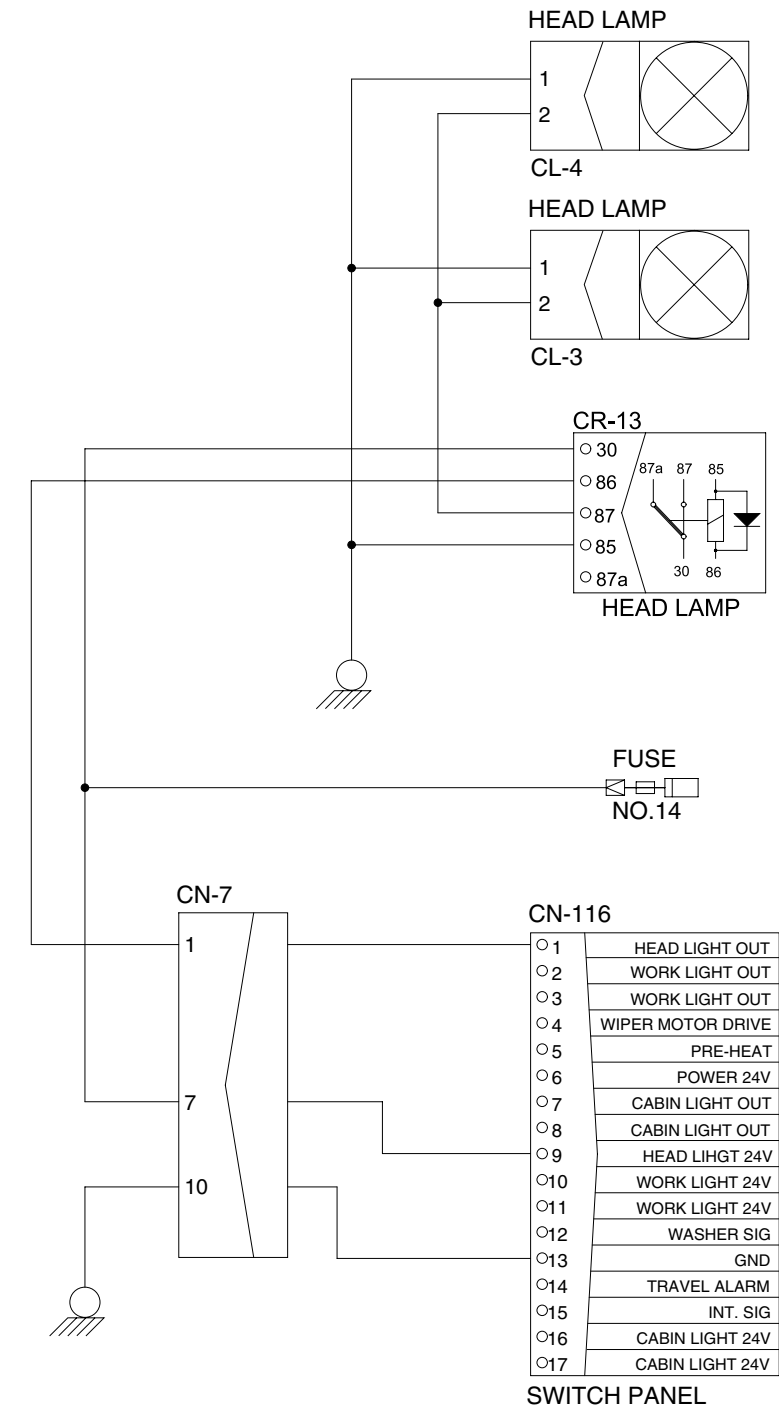 HEAD LAMP
1
2
CL-4
HEAD LAMP
1
2
CL-3
CR-13
30
86
87
85
87a
87a 87 85
30 86
HEAD LAMP
FUSE
NO.14
CN-7
1
7
10
CN-116
1 HEAD LIGHT OUT
2 WORK LIGHT OUT
3 WORK LIGHT OUT
4 WIPER MOTOR DRIVE
5 PRE-HEAT
6 POWER 24V
7 CABIN LIGHT OUT
8 CABIN LIGHT OUT
9 HEAD LIHGT 24V
10 WORK LIGHT 24V
11 WORK LIGHT 24V
12 WASHER SIG
13 GND
14 TRAVEL ALARM
15 INT. SIG
16 CABIN LIGHT 24V
17 CABIN LIGHT 24V
SWITCH PANEL